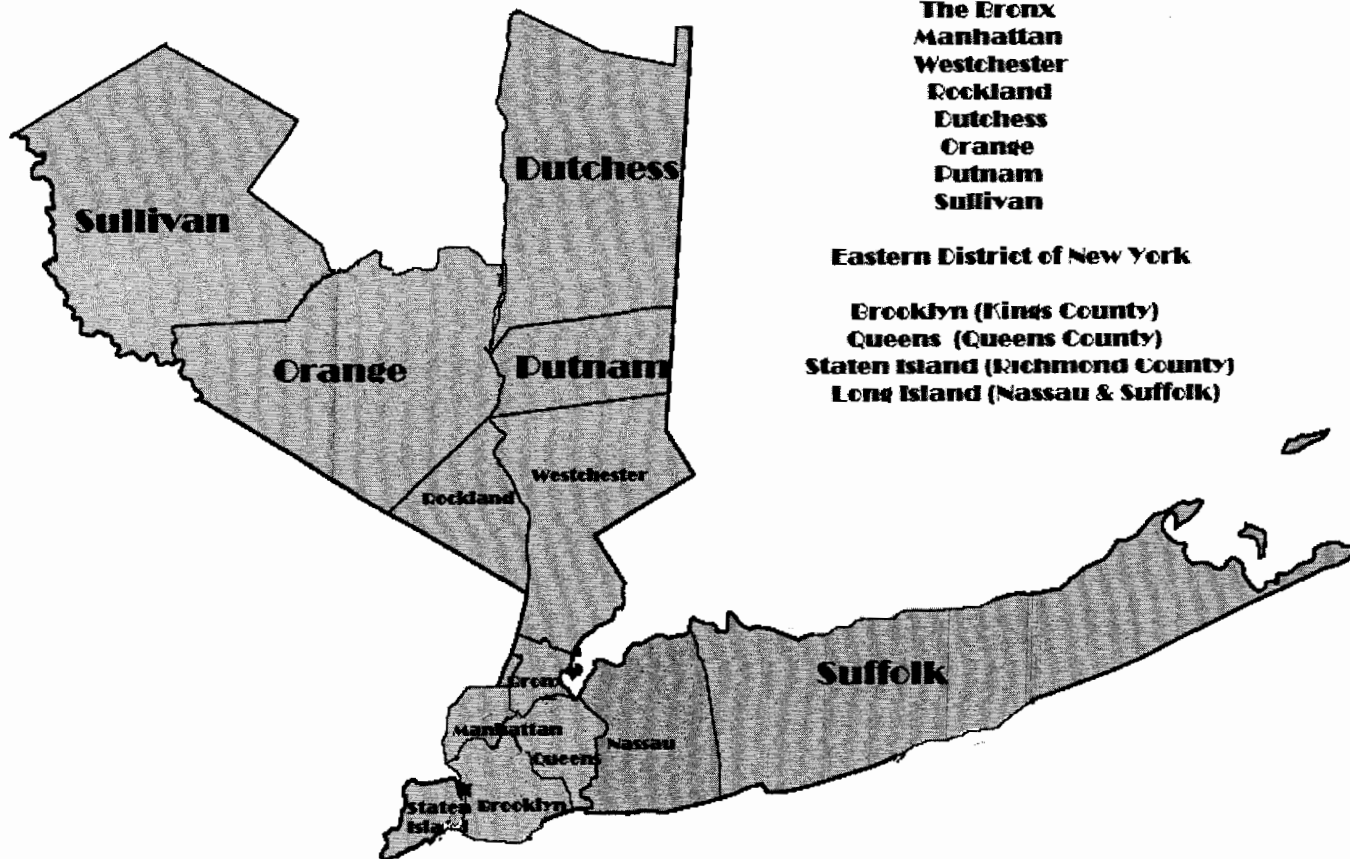 The Bronx
Manhattan
Westchester
Rockland
Dutchess
Orange
Putnam
Sullivan
Eastern District of New York
Brooklyn (Kings County)
Queens (Queens County)
Staten Island (Richmond County)
Long Island (Nassau & Suffolk)
Dutchess
Sullivan
Orange
Putnam
Westchester
Rockland
Bronx
Suffolk
Manhattan
Nassau
Queens
Staten
Island
Brooklyn